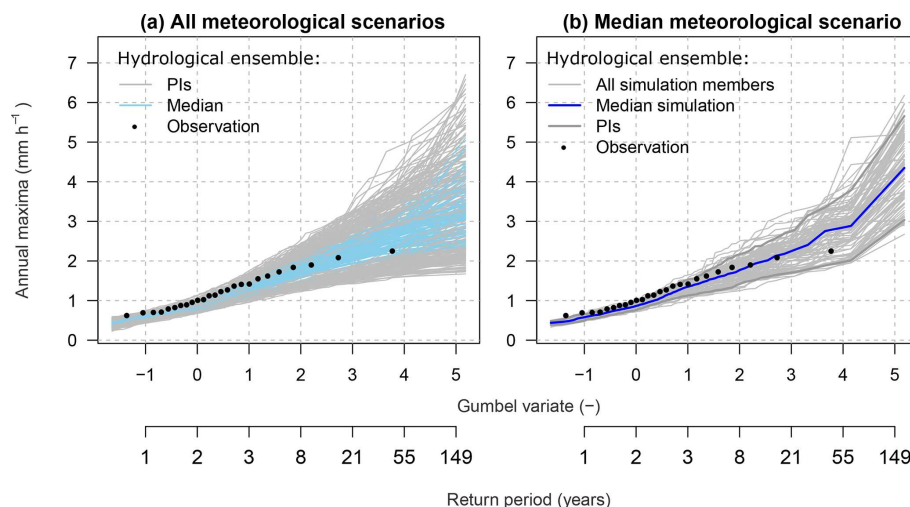 (a) All meteorological scenarios
(b) Median meteorological scenario
Annual maxima (mm h⁻¹)
7
6
5
4
3
2
1
0
Hydrological ensemble:
PIs
Median
Observation
−1 0 1 2 3 4 5
7
6
5
4
3
2
1
0
Hydrological ensemble:
All simulation members
Median simulation
PIs
Observation
−1 0 1 2 3 4 5
Gumbel variate (−)
1 2 3 8 21 55 149
1 2 3 8 21 55 149
Return period (years)